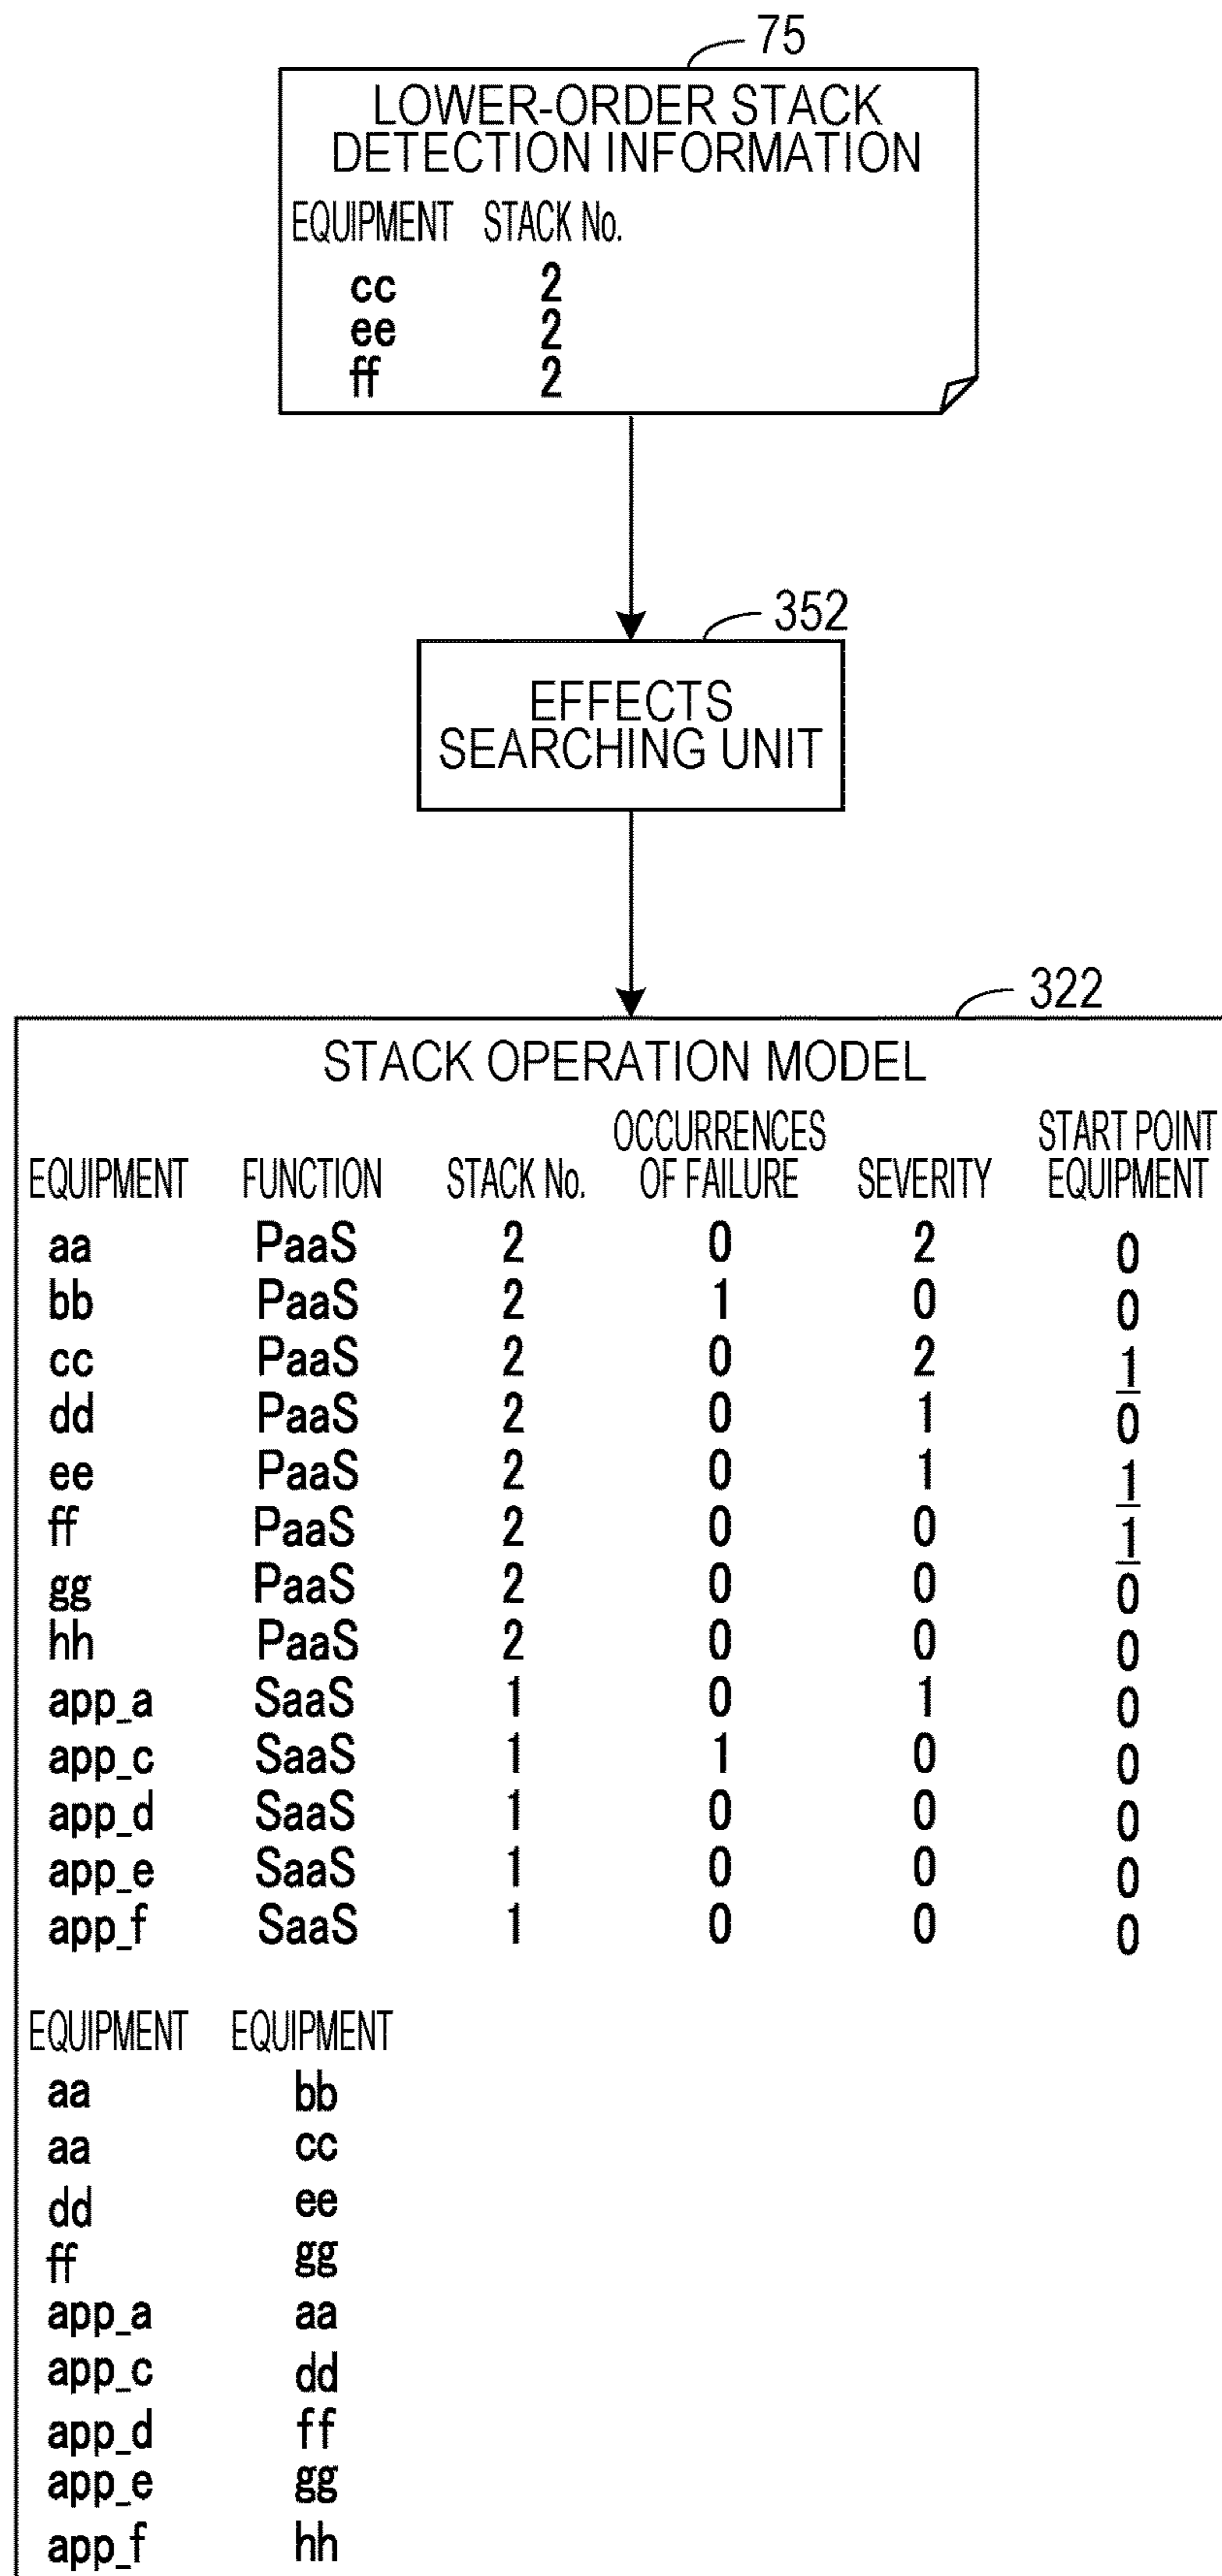 75
LOWER-ORDER STACK
DETECTION INFORMATION
EQUIPMENT STACK No.
cc 2
ee 2
ff 2
352
EFFECTS
SEARCHING UNIT
322
STACK OPERATION MODEL
EQUIPMENT FUNCTION STACK No. OCCURRENCES OF FAILURE SEVERITY START POINT EQUIPMENT
aa PaaS 2 0 2 0
bb PaaS 2 1 0 0
cc PaaS 2 0 2 1
dd PaaS 2 0 1 0
ee PaaS 2 0 1 1
ff PaaS 2 0 0 1
gg PaaS 2 0 0 0
hh PaaS 2 0 0 0
app_a SaaS 1 0 1 0
app_c SaaS 1 1 0 0
app_d SaaS 1 0 0 0
app_e SaaS 1 0 0 0
app_f SaaS 1 0 0 0
EQUIPMENT EQUIPMENT
aa bb
aa cc
dd ee
ff gg
app_a aa
app_c dd
app_d ff
app_e gg
app_f hh